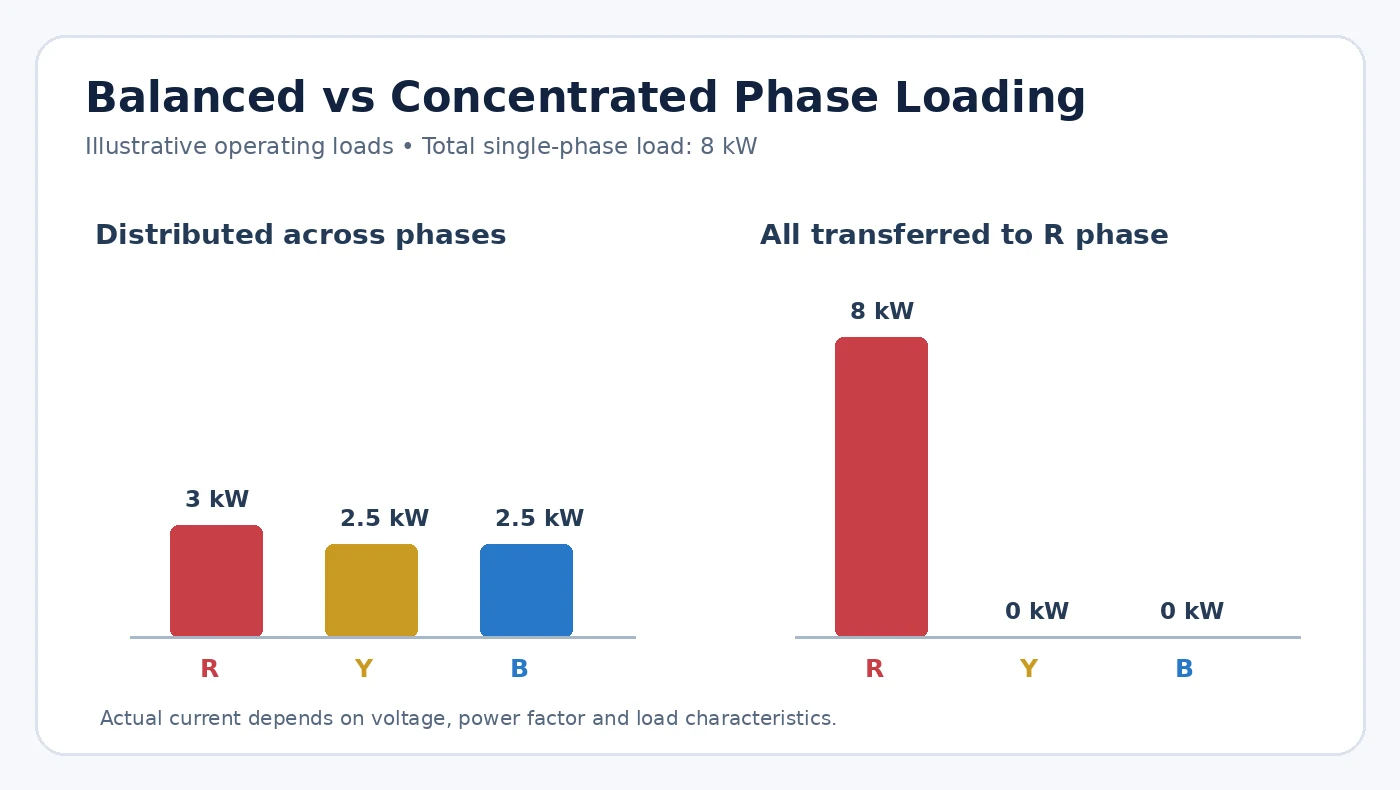 Balanced vs Concentrated Phase Loading
Illustrative operating loads • Total single-phase load: 8 kW
Distributed across phases
3 kW
2.5 kW
2.5 kW
R
Y
B
All transferred to R phase
8 kW
0 kW
0 kW
R
Y
B
Actual current depends on voltage, power factor and load characteristics.